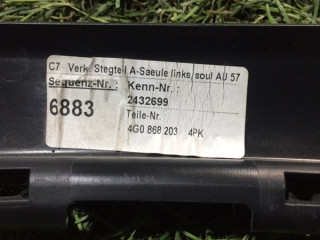 C7 Verk. Stegteil A-Saeule links, soul AU 57
Sequenz-Nr.: Kenn-Nr.:
6883 2432699
Teile-Nr.
4G0 868 203 4PK